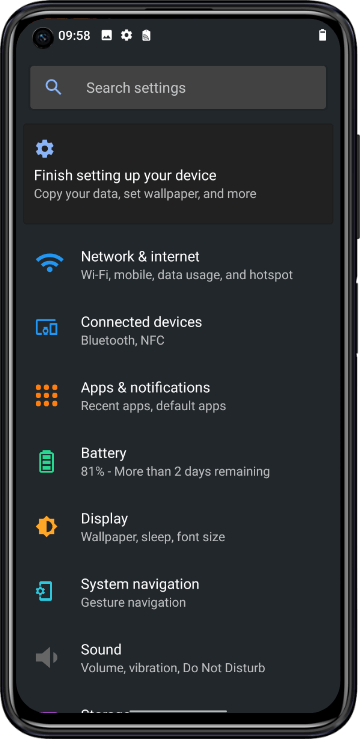 09:58
Search settings
Finish setting up your device
Copy your data, set wallpaper, and more
Network & internet
Wi-Fi, mobile, data usage, and hotspot
Connected devices
Bluetooth, NFC
Apps & notifications
Recent apps, default apps
Battery
81% - More than 2 days remaining
Display
Wallpaper, sleep, font size
System navigation
Gesture navigation
Sound
Volume, vibration, Do Not Disturb
Storage